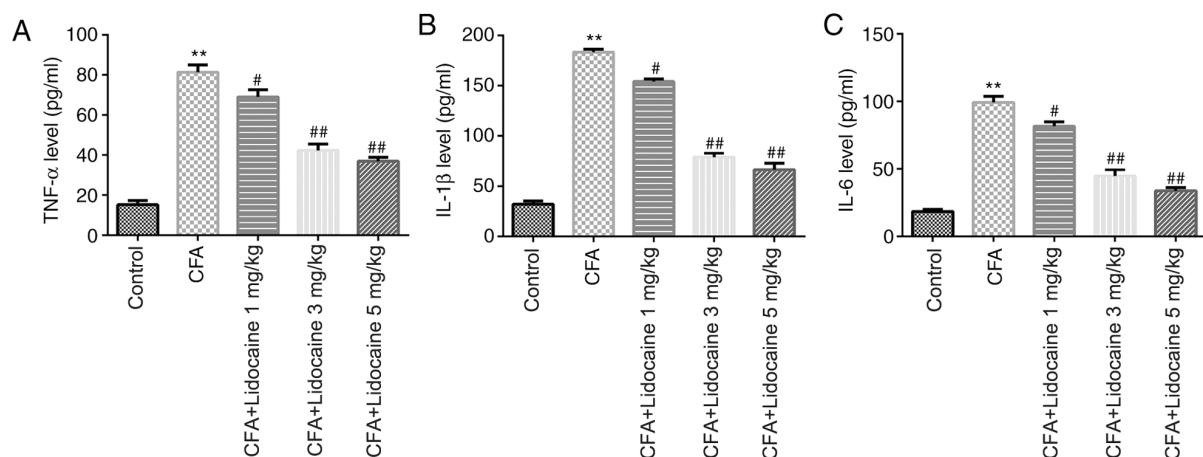 A
TNF-α level (pg/ml)
100
80
60
40
20
0
**
#
##
##
Control
CFA
CFA+Lidocaine 1 mg/kg
CFA+Lidocaine 3 mg/kg
CFA+Lidocaine 5 mg/kg
B
IL-1β level (pg/ml)
200
150
100
50
0
**
#
##
##
Control
CFA
CFA+Lidocaine 1 mg/kg
CFA+Lidocaine 3 mg/kg
CFA+Lidocaine 5 mg/kg
C
IL-6 level (pg/ml)
150
100
50
0
**
#
##
##
Control
CFA
CFA+Lidocaine 1 mg/kg
CFA+Lidocaine 3 mg/kg
CFA+Lidocaine 5 mg/kg